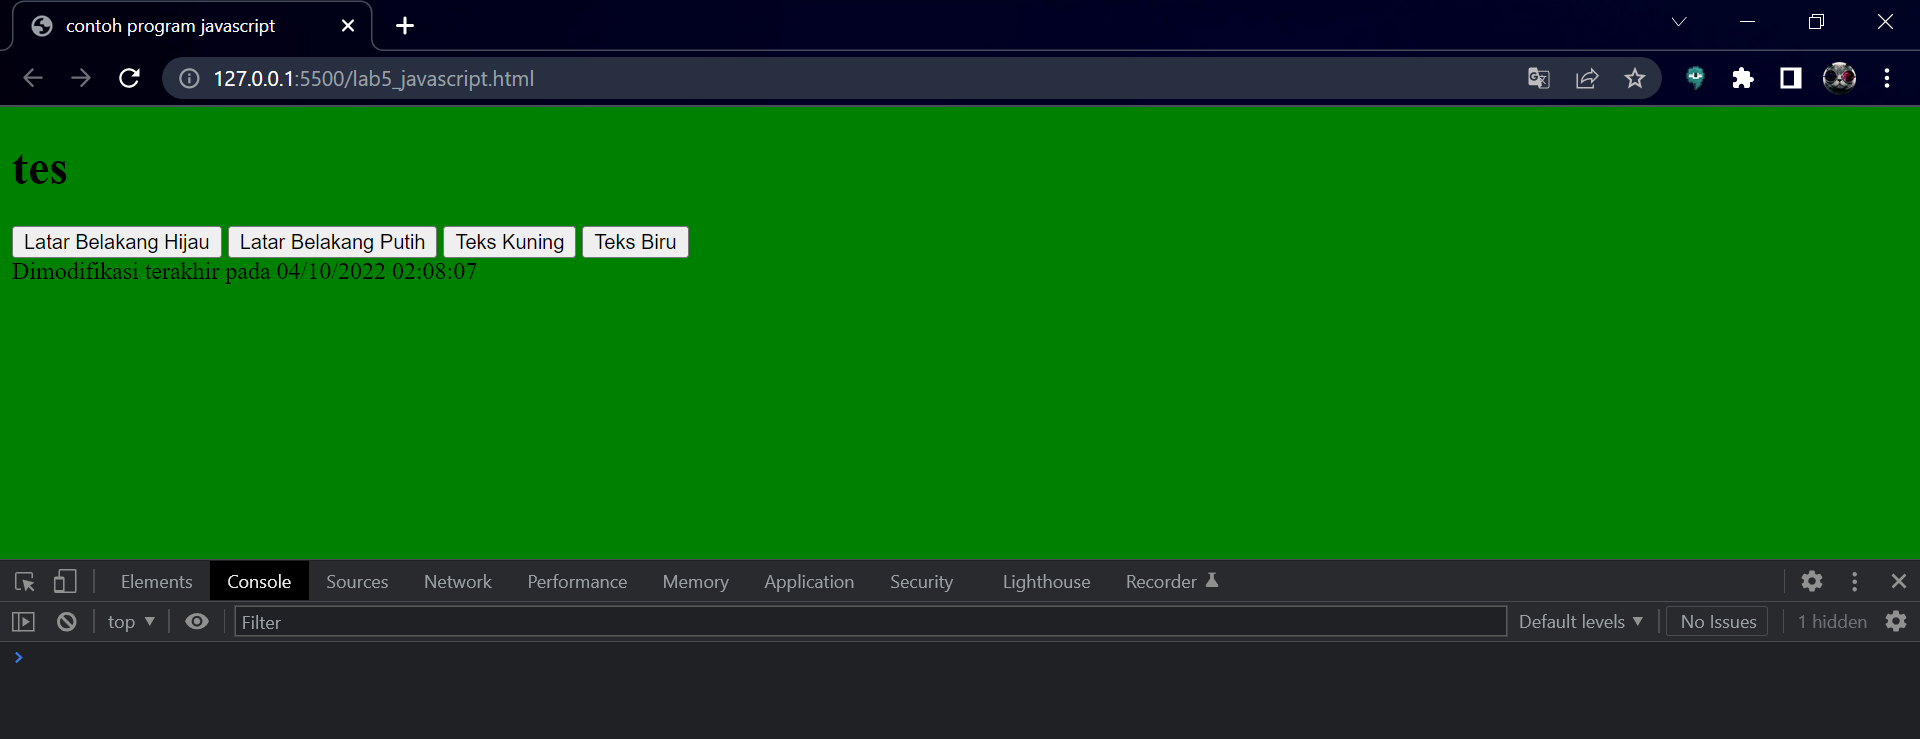 contoh program javascript
127.0.0.1:5500/lab5_javascript.html
tes
Latar Belakang Hijau Latar Belakang Putih Teks Kuning Teks Biru
Dimodifikasi terakhir pada 04/10/2022 02:08:07
Elements Console Sources Network Performance Memory Application Security Lighthouse Recorder
top Filter Default levels No Issues 1 hidden